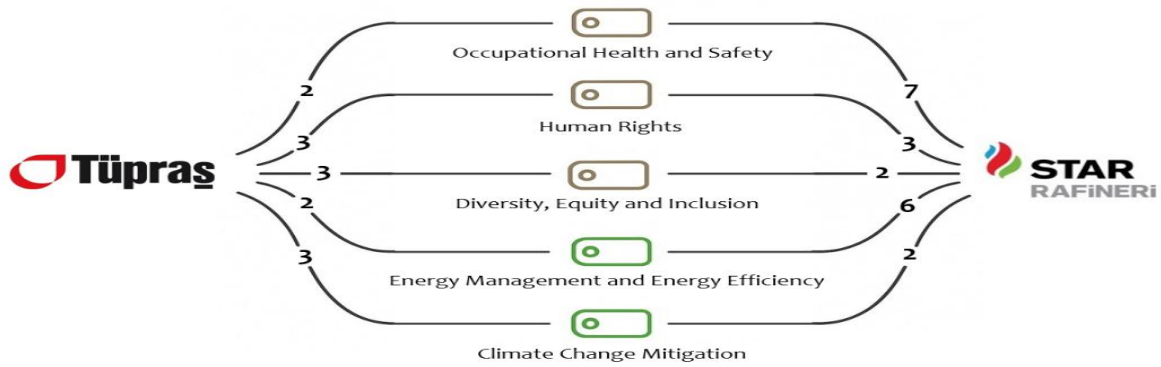 Occupational Health and Safety
2
7
Human Rights
3
3
Tüpraş
3
2
STAR
RAFiNERi
Diversity, Equity and Inclusion
2
6
Energy Management and Energy Efficiency
3
2
Climate Change Mitigation